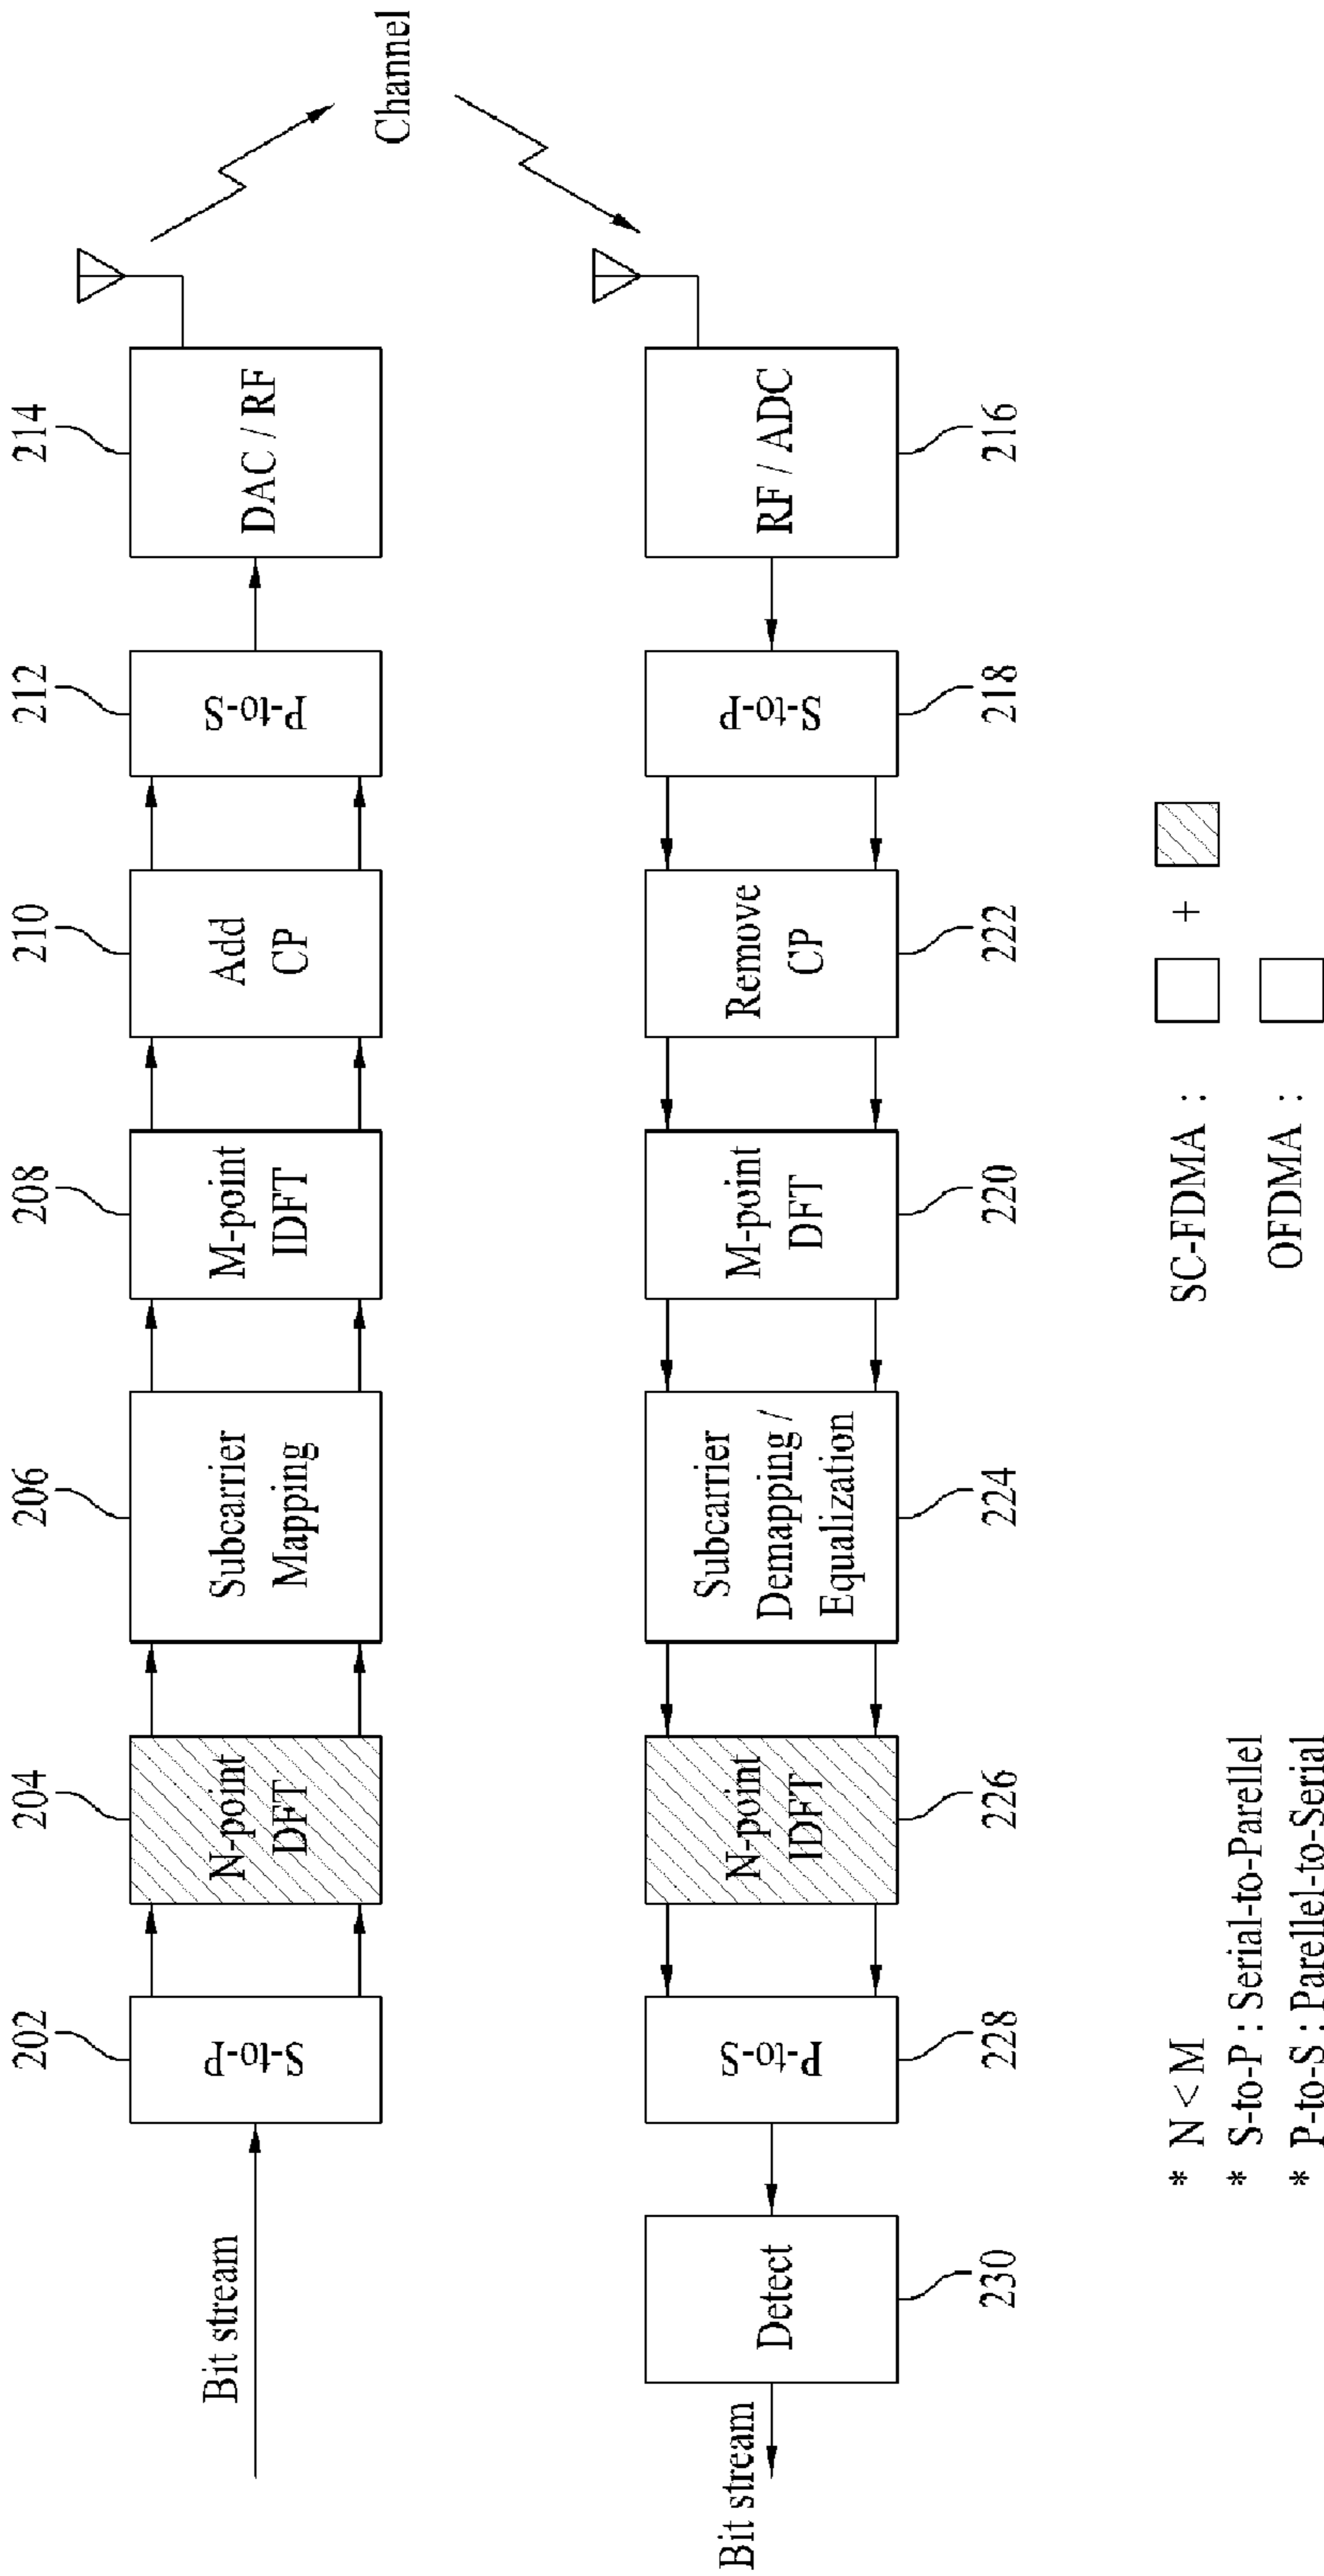 202
204
206
208
210
212
214
Bit stream
S-to-P
N-point
DFT
Subcarrier
Mapping
M-point
IDFT
Add
CP
P-to-S
DAC / RF
Channel
Bit stream
Detect
P-to-S
N-point
IDFT
Subcarrier
Demapping /
Equalization
M-point
DFT
Remove
CP
S-to-P
RF / ADC
230
228
226
224
220
222
218
216
* N < M
* S-to-P : Serial-to-Parellel
* P-to-S : Parellel-to-Serial
SC-FDMA : +
OFDMA :